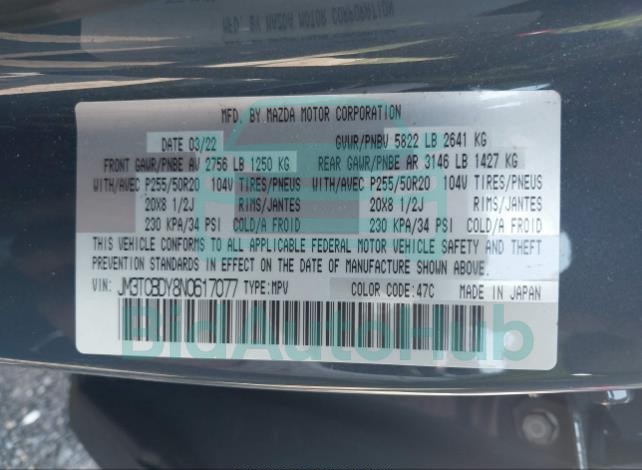 MFD. BY MAZDA MOTOR CORPORATION
DATE 03/22 GVWR/PNBV 5822 LB 2641 KG
FRONT GAWR/PNBE AV 2756 LB 1250 KG REAR GAWR/PNBE AR 3146 LB 1427 KG
WITH/AVEC P255/50R20 104V TIRES/PNEUS WITH/AVEC P255/50R20 104V TIRES/PNEUS
20X8 1/2J RIMS/JANTES 20X8 1/2J RIMS/JANTES
230 KPA/34 PSI COLD/A FROID 230 KPA/34 PSI COLD/A FROID
THIS VEHICLE CONFORMS TO ALL APPLICABLE FEDERAL MOTOR VEHICLE SAFETY AND THEFT
PREVENTION STANDARDS IN EFFECT ON THE DATE OF MANUFACTURE SHOWN ABOVE.
VIN: JM3TCBDY8N0617077 TYPE:MPV COLOR CODE:47C MADE IN JAPAN
BidAutoHub